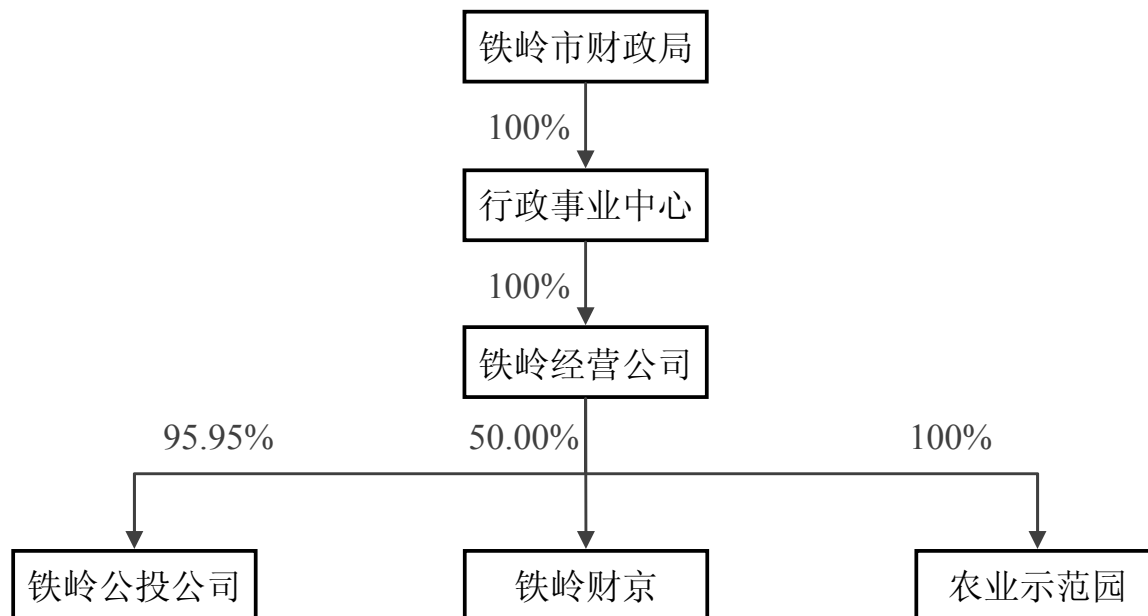 铁岭市财政局
100%
行政事业中心
100%
铁岭经营公司
95.95%
50.00%
100%
铁岭公投公司
铁岭财京
农业示范园